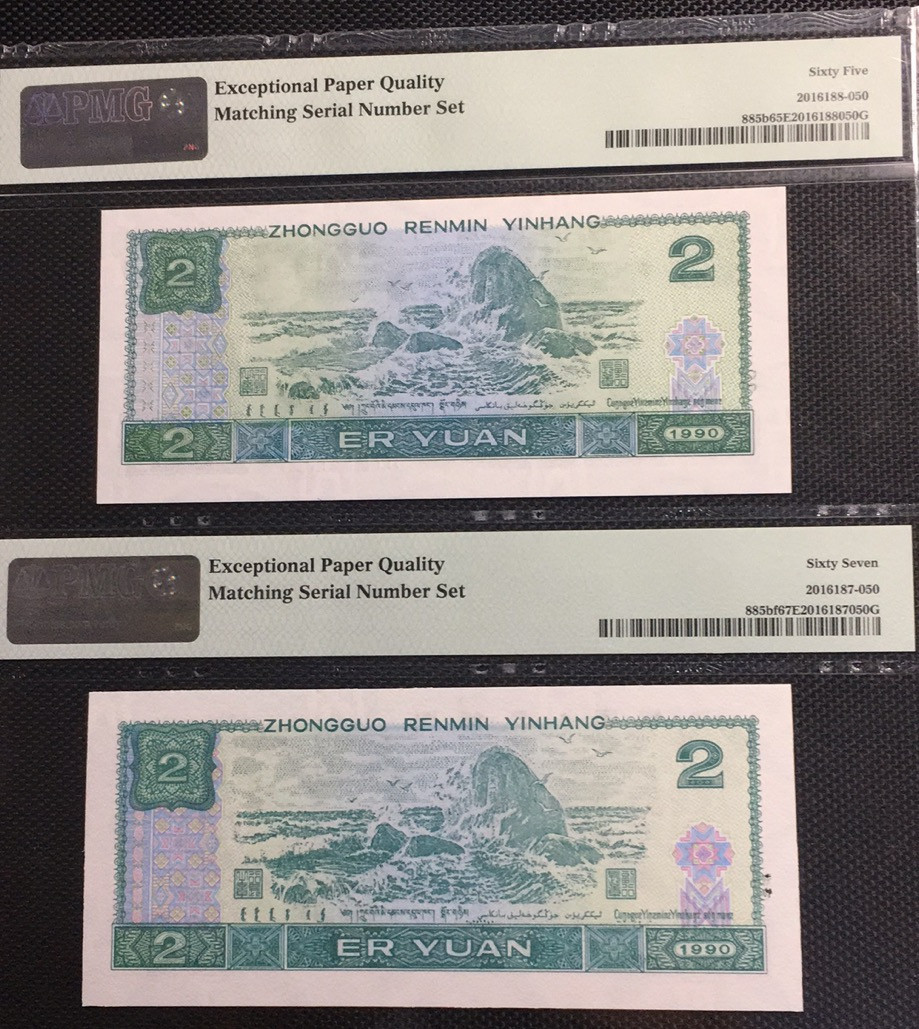 PMG
Exceptional Paper Quality
Matching Serial Number Set
Sixty Five
2016188-050
885b65E2016188050G
ZHONGGUO RENMIN YINHANG
2
2
2
ER YUAN
1990
PMG
Exceptional Paper Quality
Matching Serial Number Set
Sixty Seven
2016187-050
885bf67E2016187050G
ZHONGGUO RENMIN YINHANG
2
2
2
ER YUAN
1990